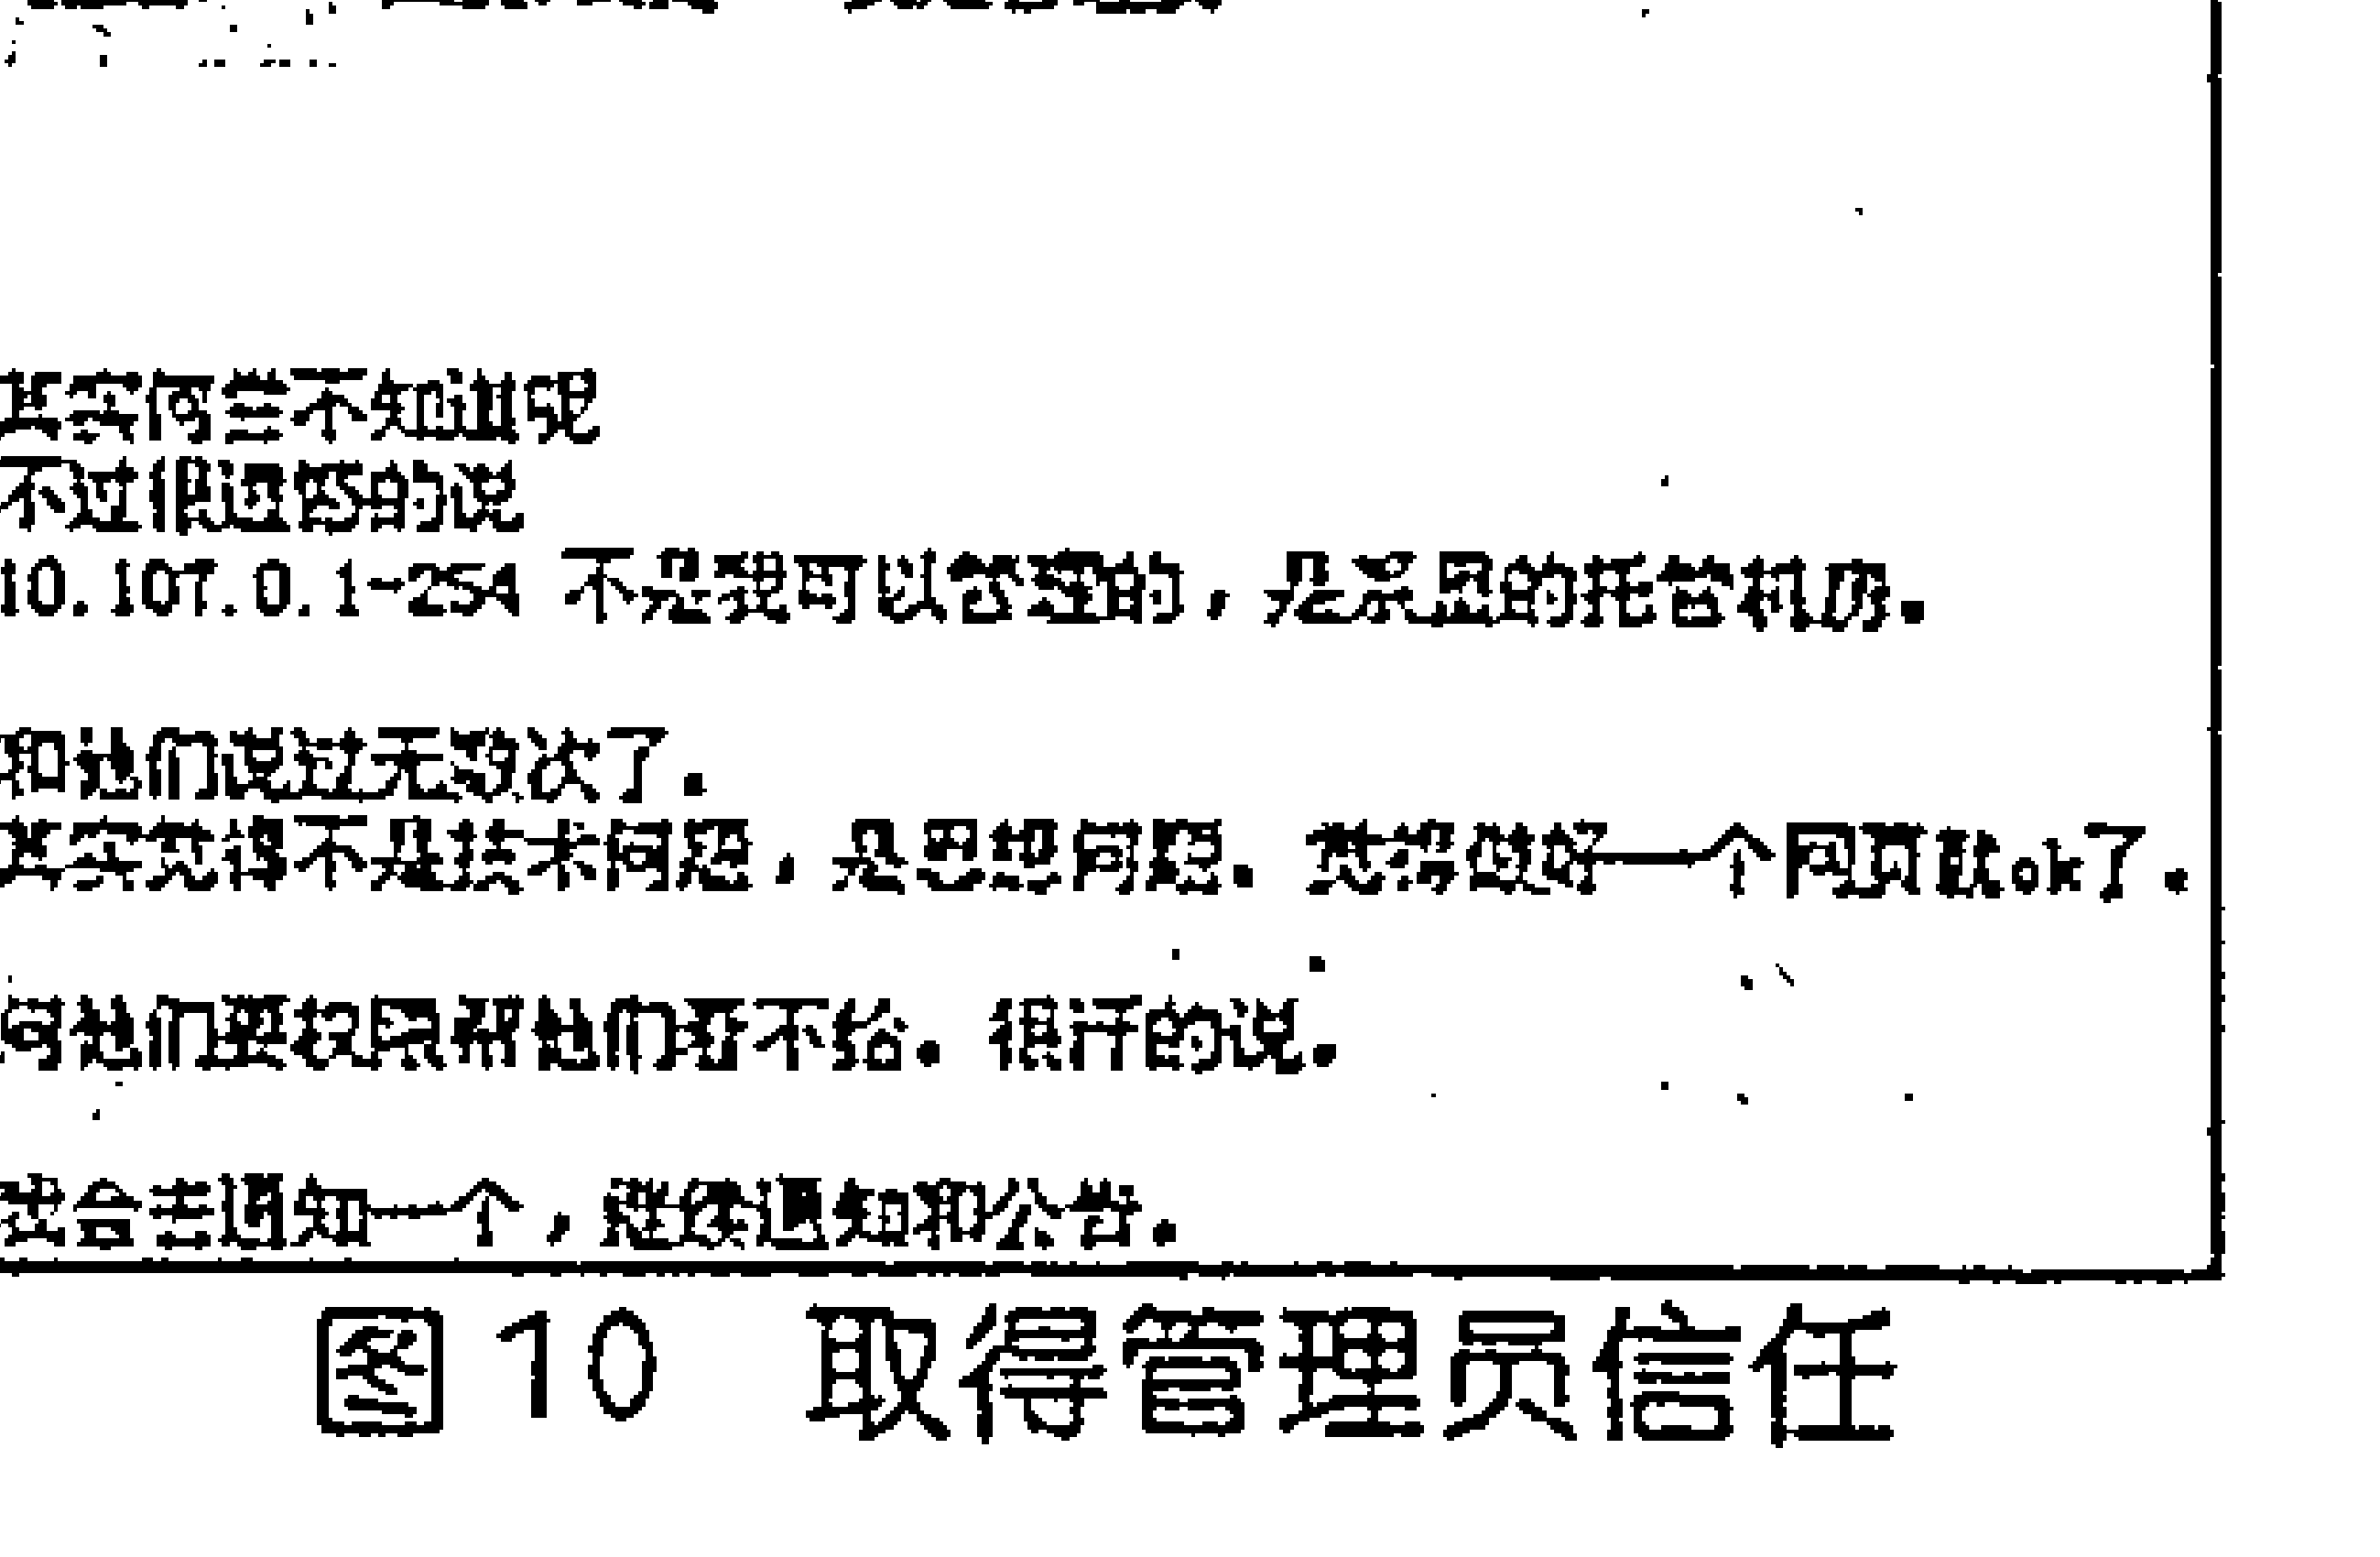 其实何尝不知道呢
不过很遗憾的说
10.107.0.1-254 不是我可以管理的,是系里的托管机房。
和他们说过无数次了。
其实觉得不是技术问题,是思想问题。觉得做好一个网页就ok了。
向他们要权限帮他们弄不给。很汗的说。
我会去通知一个,继续通知和公告。
图10 取得管理员信任